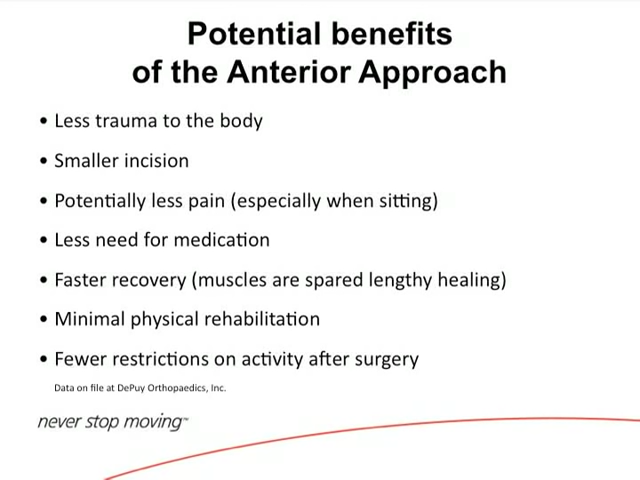 Potential benefits
of the Anterior Approach
• Less trauma to the body
• Smaller incision
• Potentially less pain (especially when sitting)
• Less need for medication
• Faster recovery (muscles are spared lengthy healing)
• Minimal physical rehabilitation
• Fewer restrictions on activity after surgery
Data on file at DePuy Orthopaedics, Inc.
never stop moving™